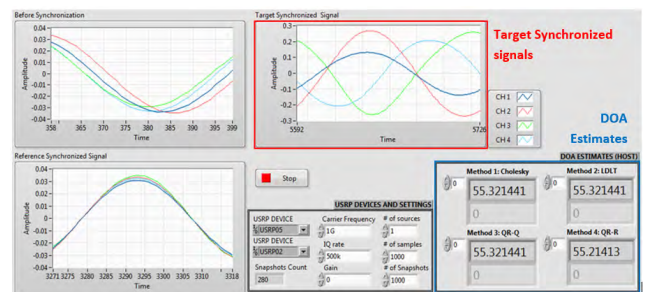 Before Synchronization
Target Synchronized Signal
Target Synchronized
signals
0.04
0.03
0.02
0.01
0
-0.01
-0.02
-0.03
-0.04
Amplitude
358 365 370 375 380 385 390 395 399
Time
0.3
0.2
0.1
0
-0.1
-0.2
-0.3
Amplitude
5592 5726
Time
CH1
CH2
CH3
CH4
DOA
Estimates
Reference Synchronized Signal
0.04
0.03
0.02
0.01
0
-0.01
-0.02
-0.03
-0.04
Amplitude
3271 3275 3280 3285 3290 3295 3300 3305 3310 3318
Time
Stop
USRP DEVICES AND SETTINGS
USRP DEVICE Carrier Frequency # of sources
USRP05 1G 1
USRP DEVICE IQ rate # of samples
USRP02 500k 1000
Snapshots Count Gain # of Snapshots
280 0 1000
DOA ESTIMATES (HOST)
Method 1: Cholesky Method 2: LDLT
0 55.321441 0 55.321441
0 0
Method 3: QR-Q Method 4: QR-R
0 55.321441 0 55.21413
0 0